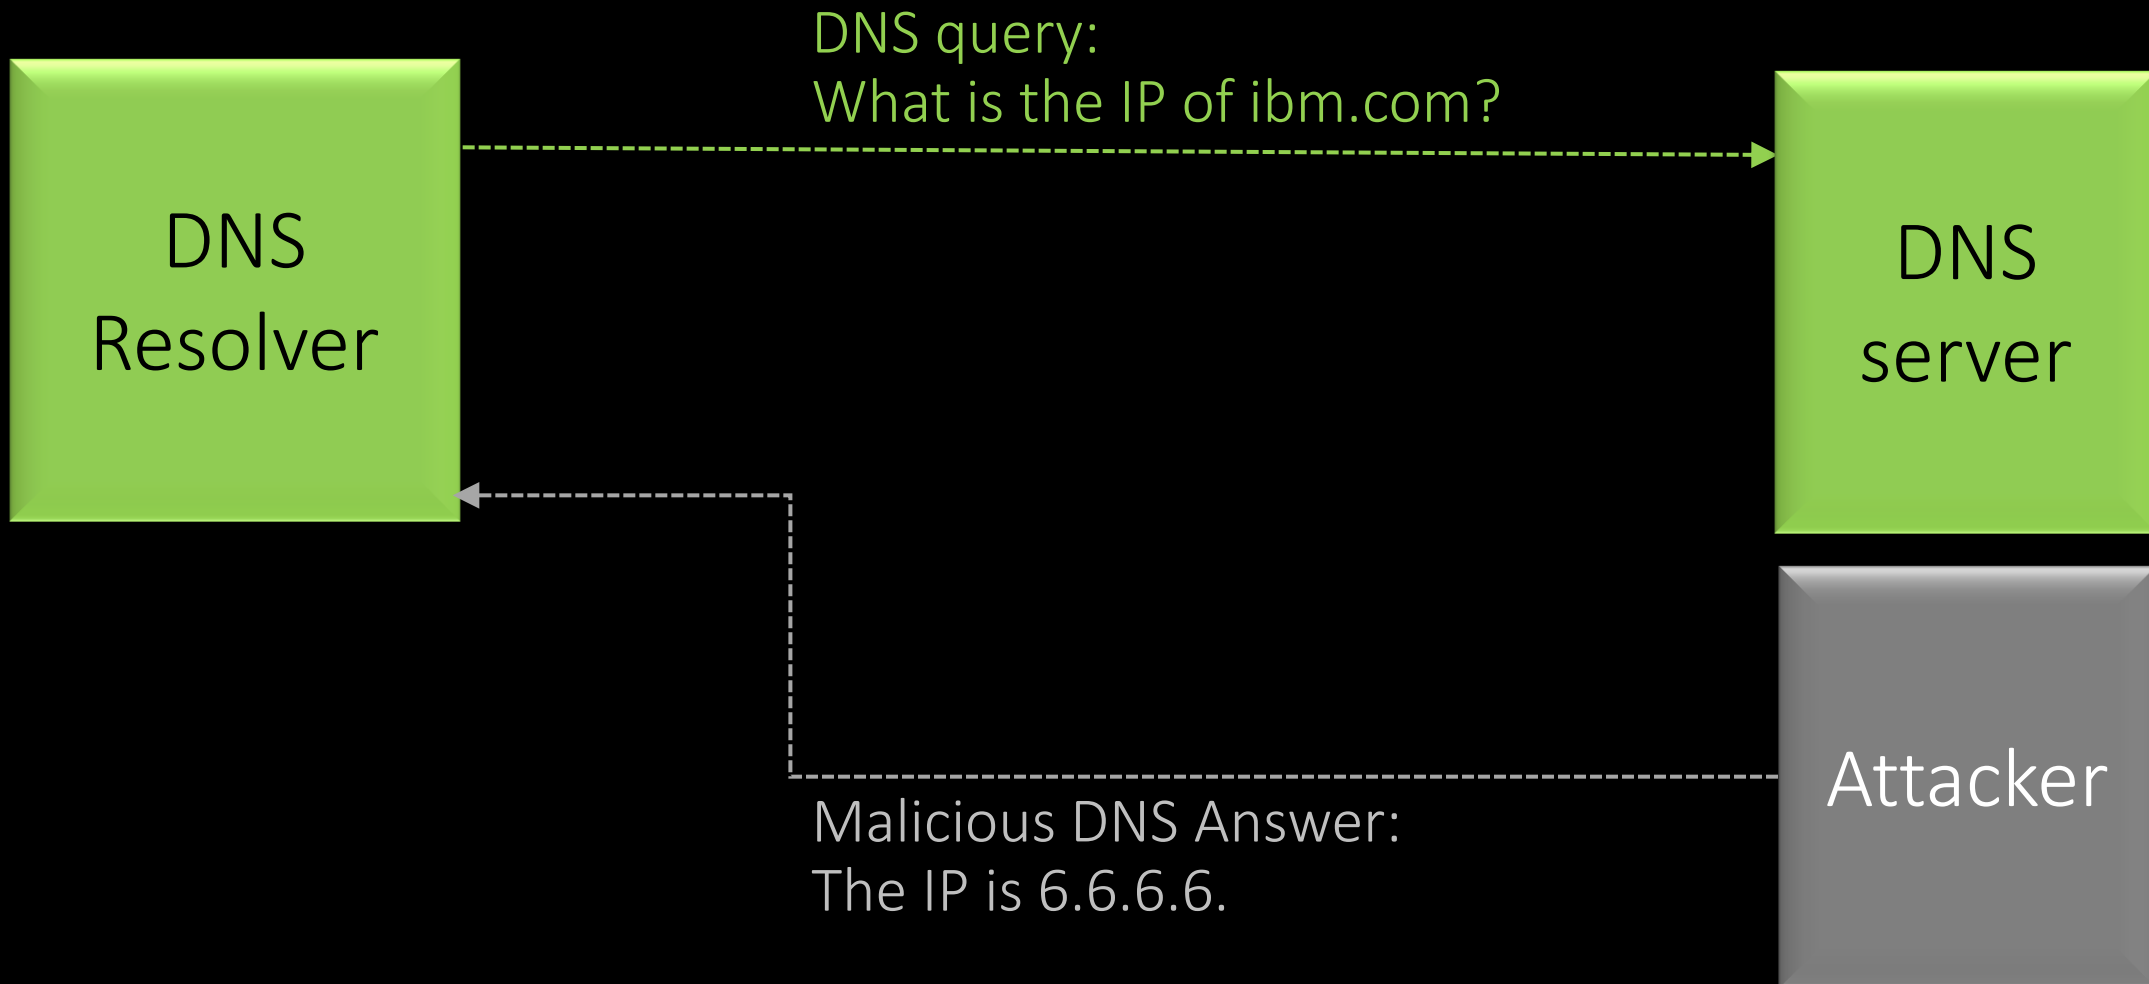 DNS query:
What is the IP of ibm.com?
DNS
Resolver
DNS
server
Attacker
Malicious DNS Answer:
The IP is 6.6.6.6.